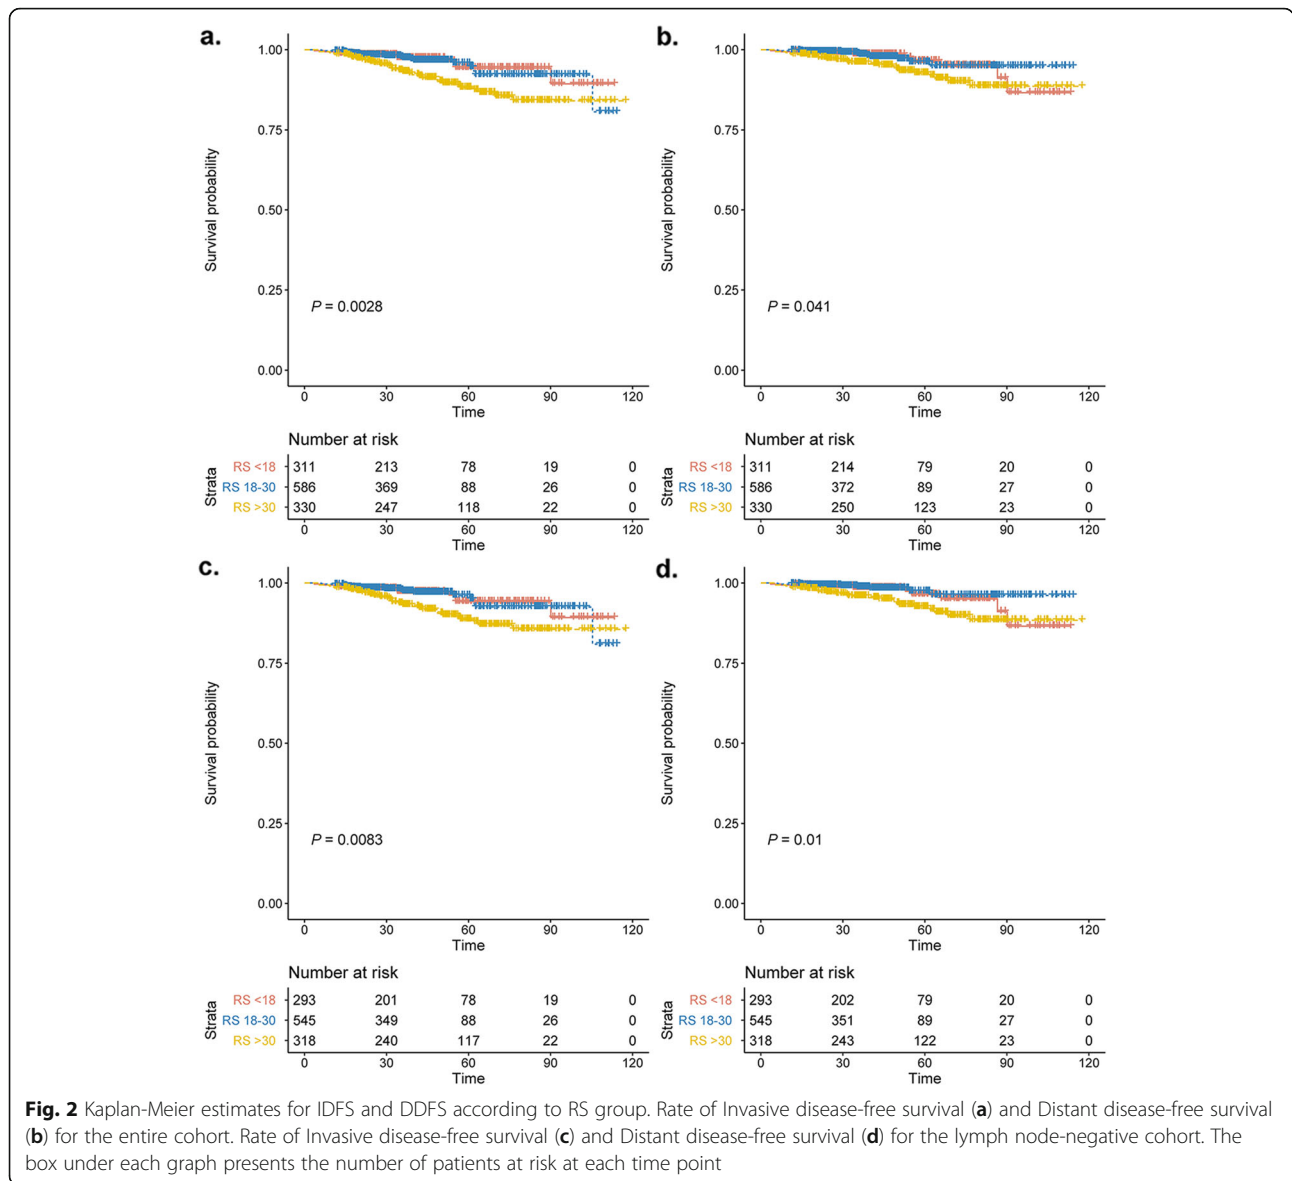 a.
1.00
0.75
0.50
0.25
0.00
Survival probability
P = 0.0028
0 30 60 90 120
Time
Number at risk
Strata
RS <18 311 213 78 19 0
RS 18-30 586 369 88 26 0
RS >30 330 247 118 22 0
0 30 60 90 120
Time
b.
1.00
0.75
0.50
0.25
0.00
Survival probability
P = 0.041
0 30 60 90 120
Time
Number at risk
Strata
RS <18 311 214 79 20 0
RS 18-30 586 372 89 27 0
RS >30 330 250 123 23 0
0 30 60 90 120
Time
c.
1.00
0.75
0.50
0.25
0.00
Survival probability
P = 0.0083
0 30 60 90 120
Time
Number at risk
Strata
RS <18 293 201 78 19 0
RS 18-30 545 349 88 26 0
RS >30 318 240 117 22 0
0 30 60 90 120
Time
d.
1.00
0.75
0.50
0.25
0.00
Survival probability
P = 0.01
0 30 60 90 120
Time
Number at risk
Strata
RS <18 293 202 79 20 0
RS 18-30 545 351 89 27 0
RS >30 318 243 122 23 0
0 30 60 90 120
Time
Fig. 2 Kaplan-Meier estimates for IDFS and DDFS according to RS group. Rate of Invasive disease-free survival (a) and Distant disease-free survival
(b) for the entire cohort. Rate of Invasive disease-free survival (c) and Distant disease-free survival (d) for the lymph node-negative cohort. The
box under each graph presents the number of patients at risk at each time point